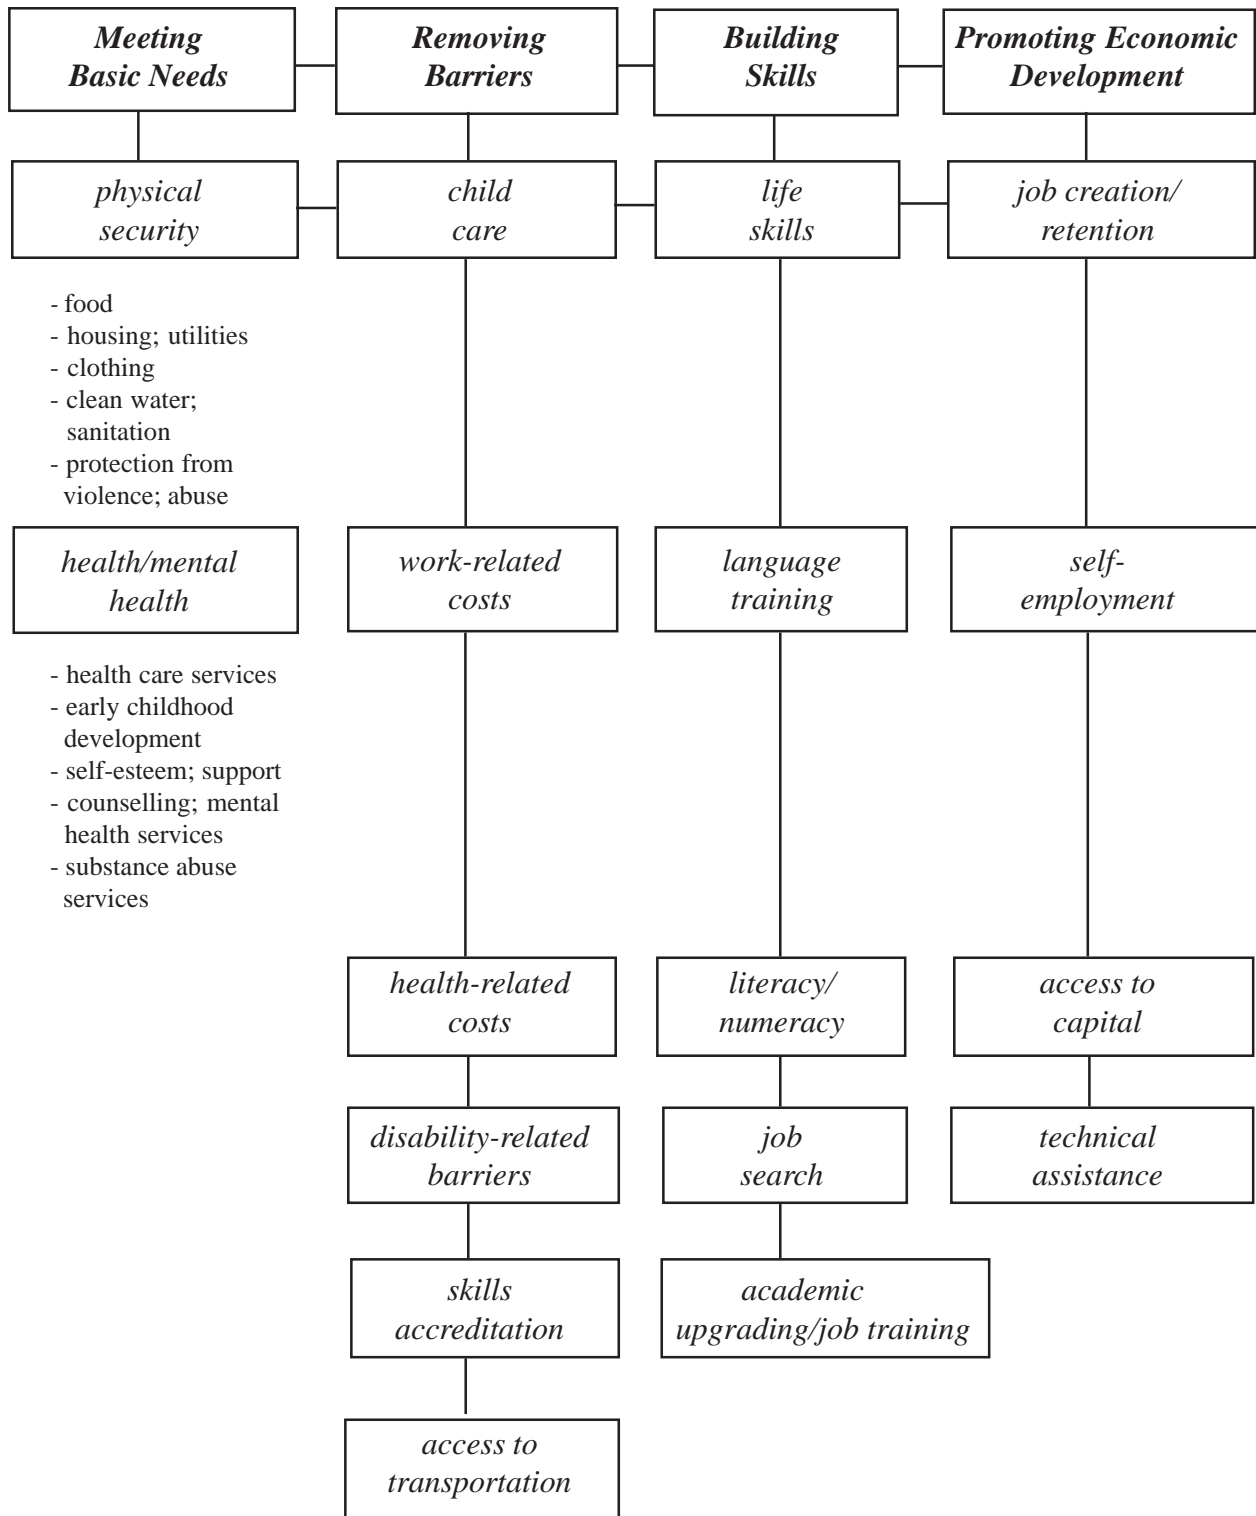 Meeting
Basic Needs
Removing
Barriers
Building
Skills
Promoting Economic
Development
physical
security
child
care
life
skills
job creation/
retention
- food
- housing; utilities
- clothing
- clean water;
sanitation
- protection from
violence; abuse
health/mental
health
work-related
costs
language
training
self-
employment
- health care services
- early childhood
development
- self-esteem; support
- counselling; mental
health services
- substance abuse
services
health-related
costs
literacy/
numeracy
access to
capital
disability-related
barriers
job
search
technical
assistance
skills
accreditation
academic
upgrading/job training
access to
transportation